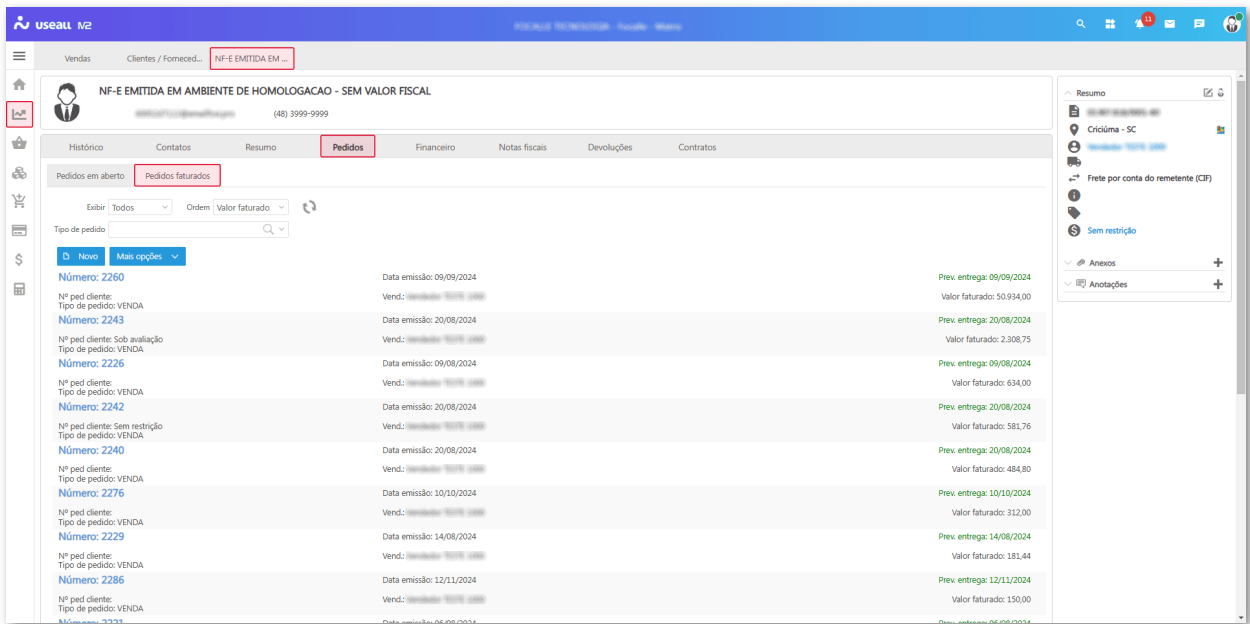 useall M2
11
Vendas Clientes / Forneced... NF-E EMITIDA EM ...
NF-E EMITIDA EM AMBIENTE DE HOMOLOGACAO - SEM VALOR FISCAL
(48) 3999-9999
Histórico Contatos Resumo Pedidos Financeiro Notas fiscais Devoluções Contratos
Pedidos em aberto Pedidos faturados
Exibir Todos Ordem Valor faturado
Tipo de pedido
Novo Mais opções
Número: 2260 Data emissão: 09/09/2024 Prev. entrega: 09/09/2024
Nº ped cliente: Vend.: Valor faturado: 50.934,00
Tipo de pedido: VENDA
Número: 2243 Data emissão: 20/08/2024 Prev. entrega: 20/08/2024
Nº ped cliente: Sob avaliação Vend.: Valor faturado: 2.308,75
Tipo de pedido: VENDA
Número: 2226 Data emissão: 09/08/2024 Prev. entrega: 09/08/2024
Nº ped cliente: Vend.: Valor faturado: 634,00
Tipo de pedido: VENDA
Número: 2242 Data emissão: 20/08/2024 Prev. entrega: 20/08/2024
Nº ped cliente: Sem restrição Vend.: Valor faturado: 581,76
Tipo de pedido: VENDA
Número: 2240 Data emissão: 20/08/2024 Prev. entrega: 20/08/2024
Nº ped cliente: Vend.: Valor faturado: 484,80
Tipo de pedido: VENDA
Número: 2276 Data emissão: 10/10/2024 Prev. entrega: 10/10/2024
Nº ped cliente: Vend.: Valor faturado: 312,00
Tipo de pedido: VENDA
Número: 2229 Data emissão: 14/08/2024 Prev. entrega: 14/08/2024
Nº ped cliente: Vend.: Valor faturado: 181,44
Tipo de pedido: VENDA
Número: 2286 Data emissão: 12/11/2024 Prev. entrega: 12/11/2024
Nº ped cliente: Vend.: Valor faturado: 150,00
Tipo de pedido: VENDA
Número: 2221 Data emissão: 06/08/2024 Prev. entrega: 06/08/2024
Resumo
Criciúma - SC
Frete por conta do remetente (CIF)
Sem restrição
Anexos
Anotações